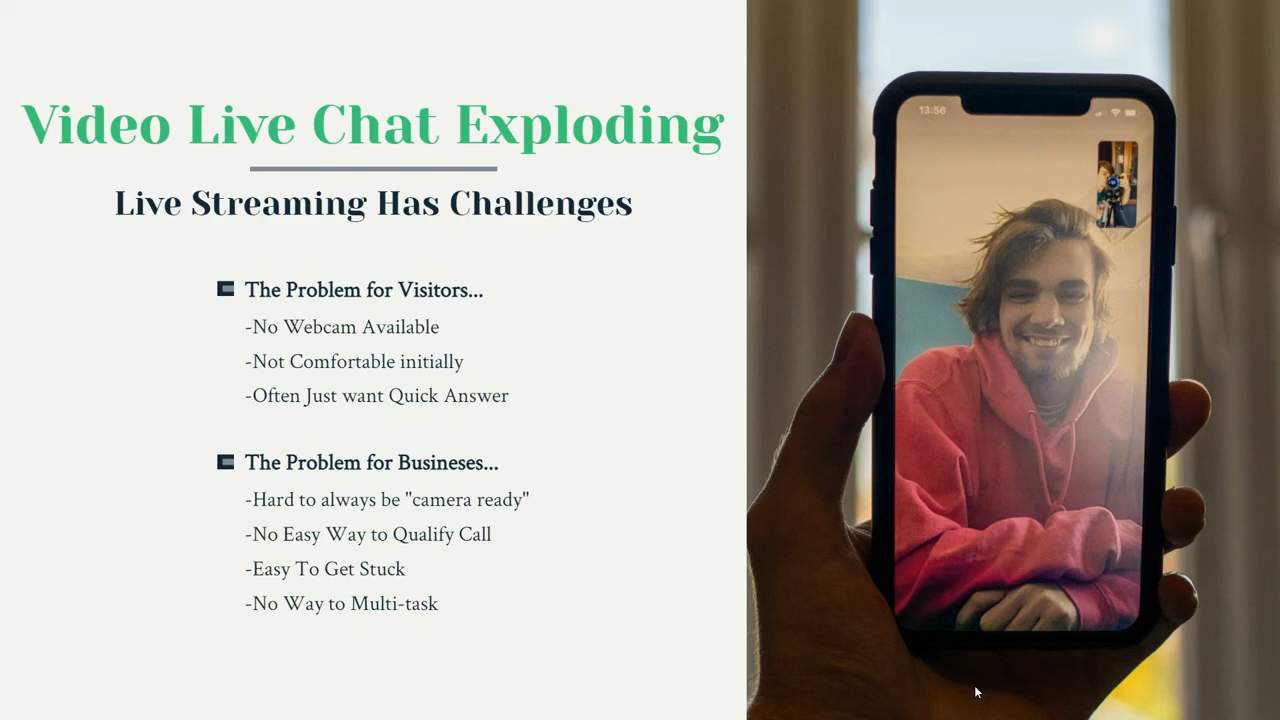 Video Live Chat Exploding
Live Streaming Has Challenges
The Problem for Visitors...
-No Webcam Available
-Not Comfortable initially
-Often Just want Quick Answer
The Problem for Busineses...
-Hard to always be "camera ready"
-No Easy Way to Qualify Call
-Easy To Get Stuck
-No Way to Multi-task
13:56